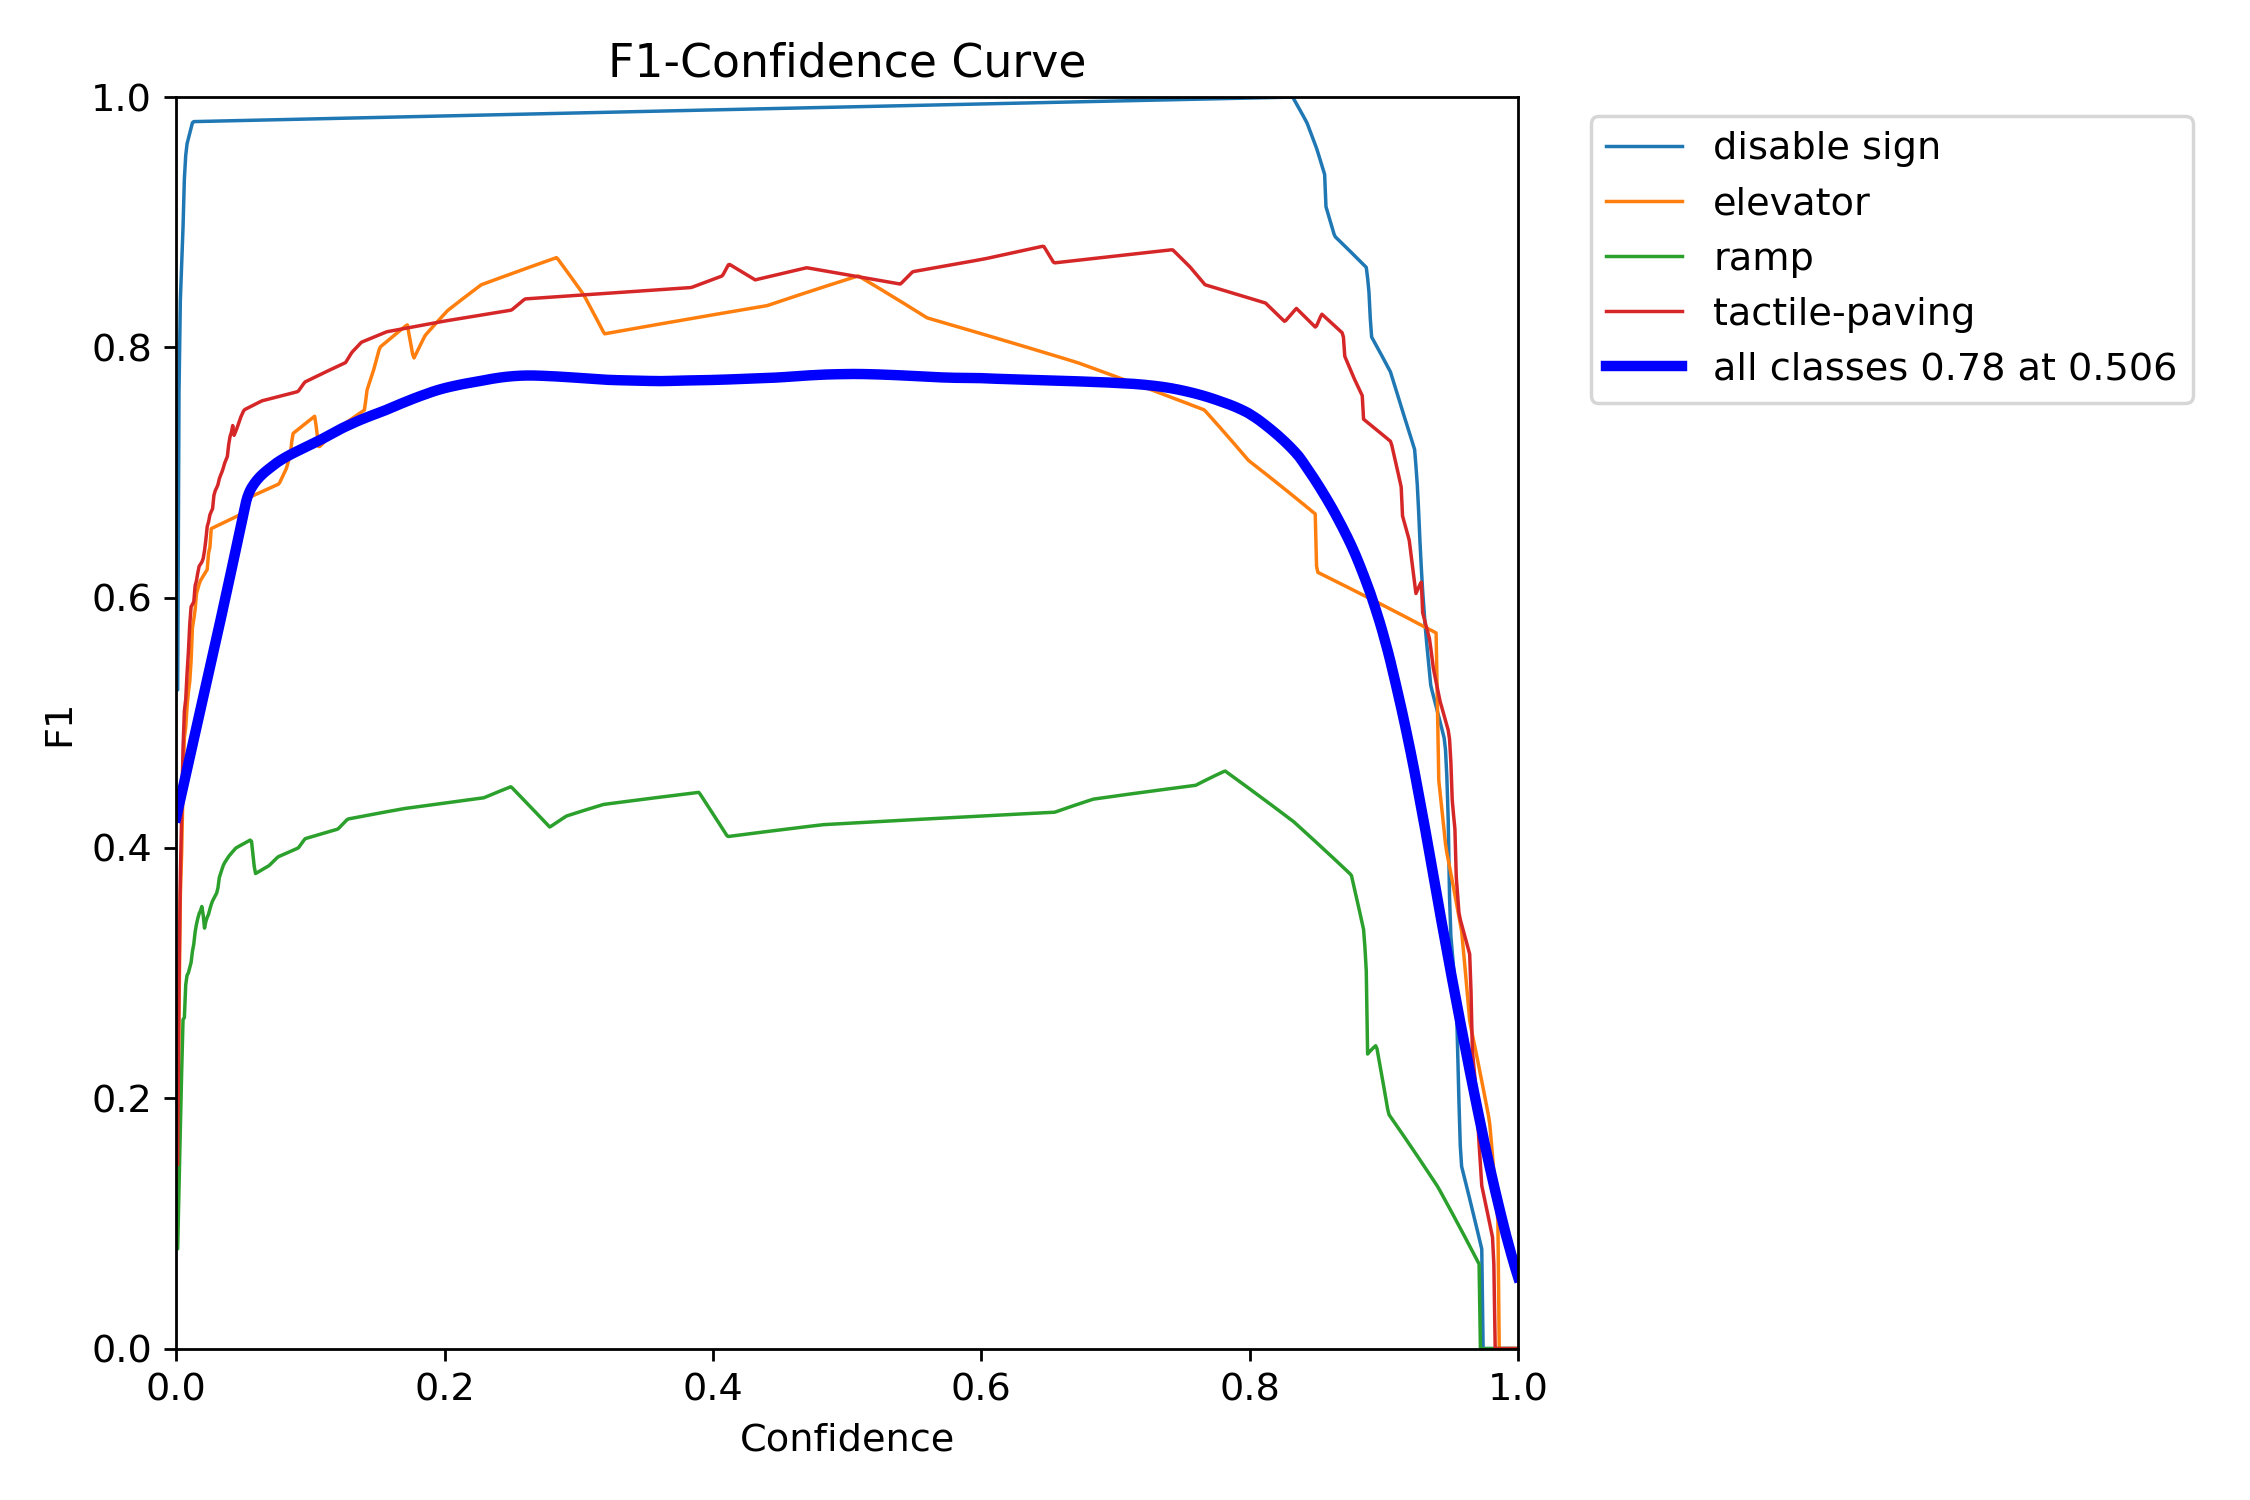 F1-Confidence Curve
1.0
0.8
0.6
0.4
0.2
0.0
F1
0.0 0.2 0.4 0.6 0.8 1.0
Confidence
disable sign
elevator
ramp
tactile-paving
all classes 0.78 at 0.506